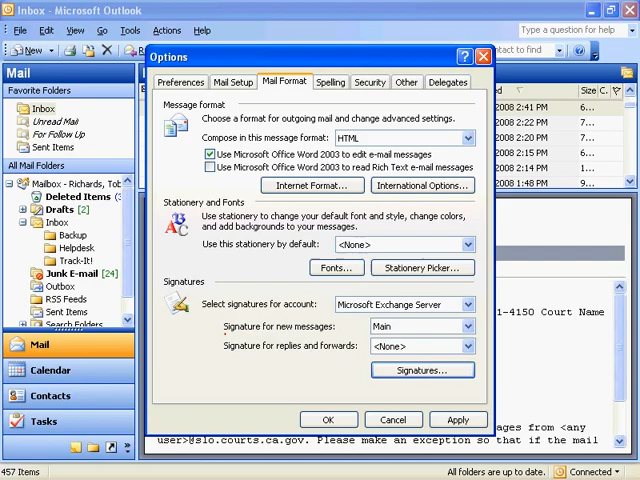 Inbox - Microsoft Outlook
File Edit View Go Tools Actions Help
Type a question for help
New
Mail
Favorite Folders
Inbox
Unread Mail
For Follow Up
Sent Items
All Mail Folders
Mailbox - Richards, Tob
Deleted Items
Drafts [2]
Inbox
Backup
Helpdesk
Track-It!
Junk E-mail [24]
Outbox
RSS Feeds
Sent Items
Search Folders
Mail
Calendar
Contacts
Tasks
457 Items
Options
Preferences Mail Setup Mail Format Spelling Security Other Delegates
Message format
Choose a format for outgoing mail and change advanced settings.
Compose in this message format: HTML
Use Microsoft Office Word 2003 to edit e-mail messages
Use Microsoft Office Word 2003 to read Rich Text e-mail messages
Internet Format... International Options...
Stationery and Fonts
Use stationery to change your default font and style, change colors,
and add backgrounds to your messages.
Use this stationery by default: <None>
Fonts... Stationery Picker...
Signatures
Select signatures for account: Microsoft Exchange Server
Signature for new messages: Main
Signature for replies and forwards: <None>
Signatures...
OK Cancel Apply
ntact to find
d Size C.
2008 2:41 PM 6...
2008 2:22 PM 7...
2008 2:20 PM 7...
2008 2:15 PM 6...
2008 2:13 PM 6...
2008 1:48 PM 9...
1-4150 Court Name
ages from <any
user>@slo.courts.ca.gov. Please make an exception so that if the mail
All folders are up to date. Connected